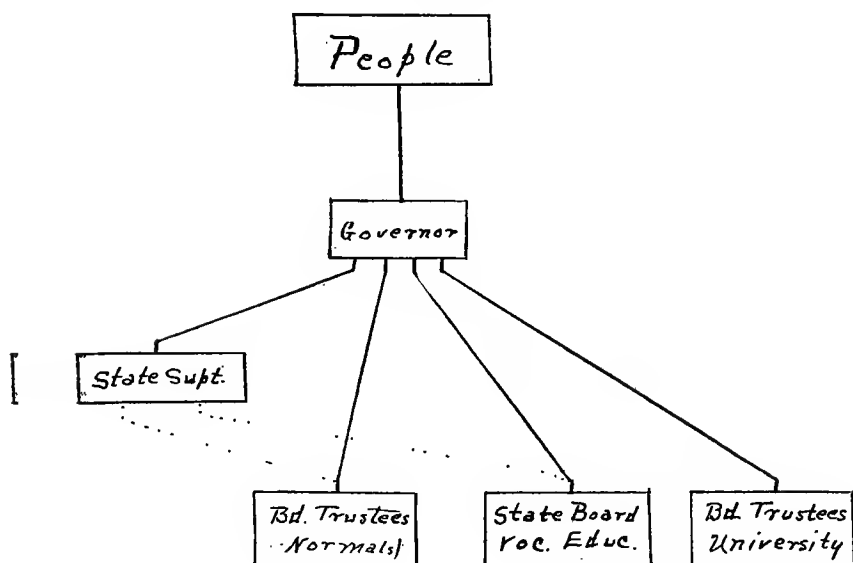 People
Governor
State Supt.
Bd. Trustees
Normals)
State Board
Voc. Educ.
Bd. Trustees
University